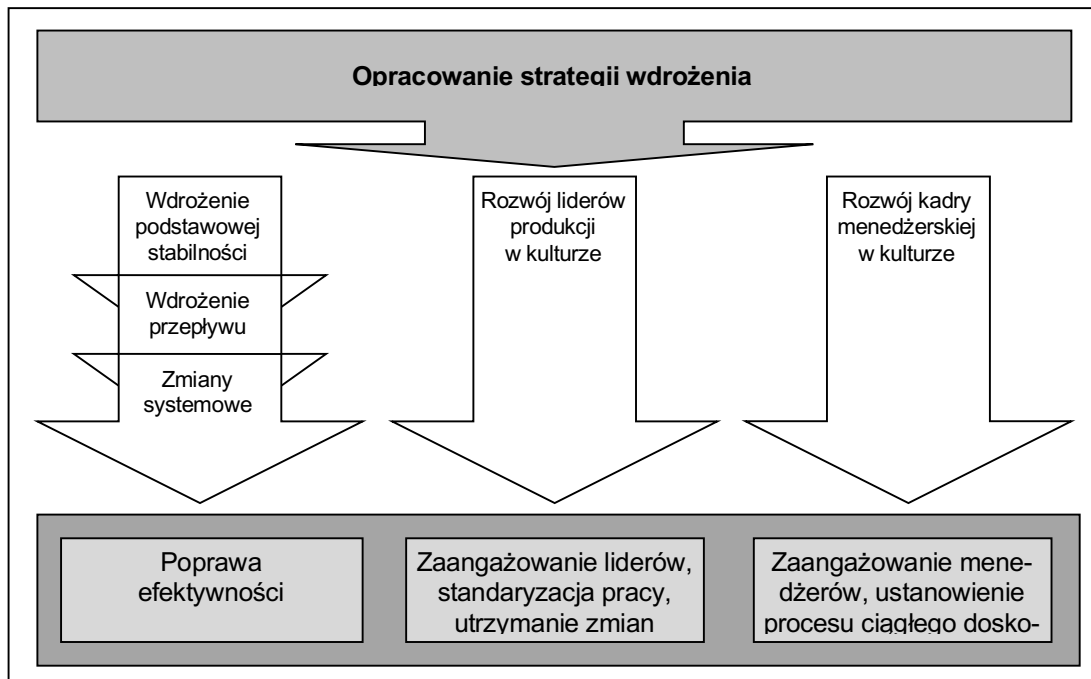 Opracowanie strategii wdrożenia
Wdrożenie
podstawowej
stabilności
Wdrożenie
przepływu
Zmiany
systemowe
Rozwój liderów
produkcji
w kulturze
Rozwój kadry
menedżerskiej
w kulturze
Poprawa
efektywności
Zaangażowanie liderów,
standaryzacja pracy,
utrzymanie zmian
Zaangażowanie mene-
dżerów, ustanowienie
procesu ciągłego dosko-